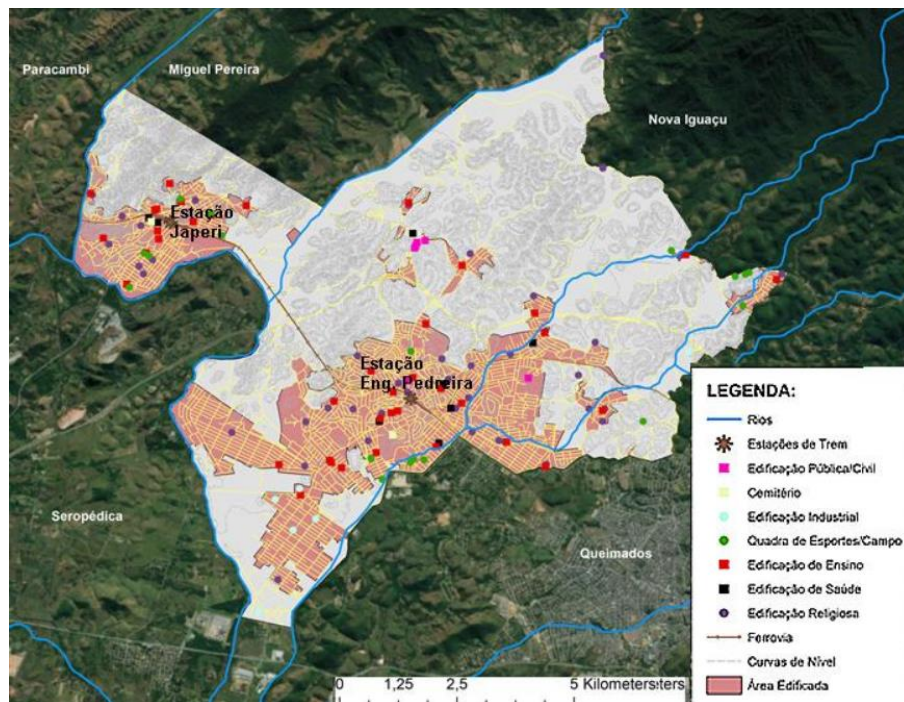 Paracambi
Miguel Pereira
Nova Iguaçu
Estação
Japeri
Estação
Eng. Pedreira
Seropédica
Queimados
LEGENDA:
Rios
Estações de Trem
Edificação Pública/Civil
Cemitério
Edificação Industrial
Quadra de Esportes/Campo
Edificação de Ensino
Edificação de Saúde
Edificação Religiosa
Ferrovia
Curvas de Nível
Área Edificada
0 1,25 2,5 5 Kilometersters